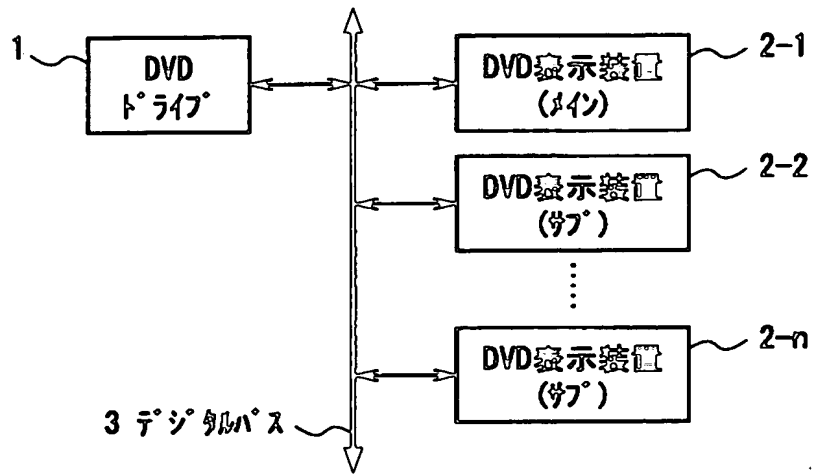 1
DVD
ドライブ
DVD表示装置
(メイン)
2-1
DVD表示装置
(サブ)
2-2
DVD表示装置
(サブ)
2-n
3 デジタルバス